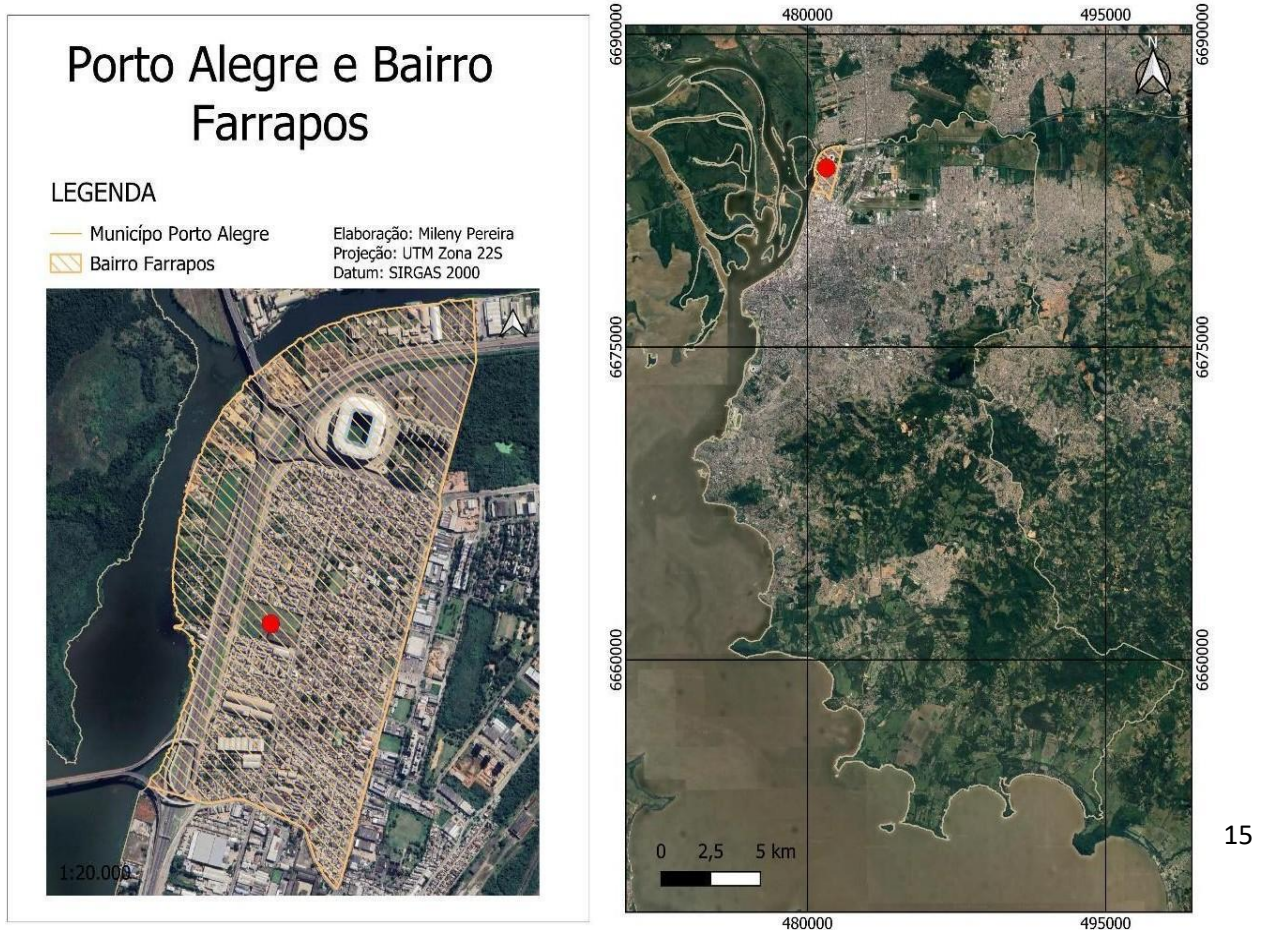 Porto Alegre e Bairro
Farrapos
LEGENDA
Municípo Porto Alegre
Bairro Farrapos
Elaboração: Mileny Pereira
Projeção: UTM Zona 22S
Datum: SIRGAS 2000
1:20.000
480000
495000
6690000
6690000
N
6675000
6675000
6660000
6660000
0 2,5 5 km
480000
495000
15